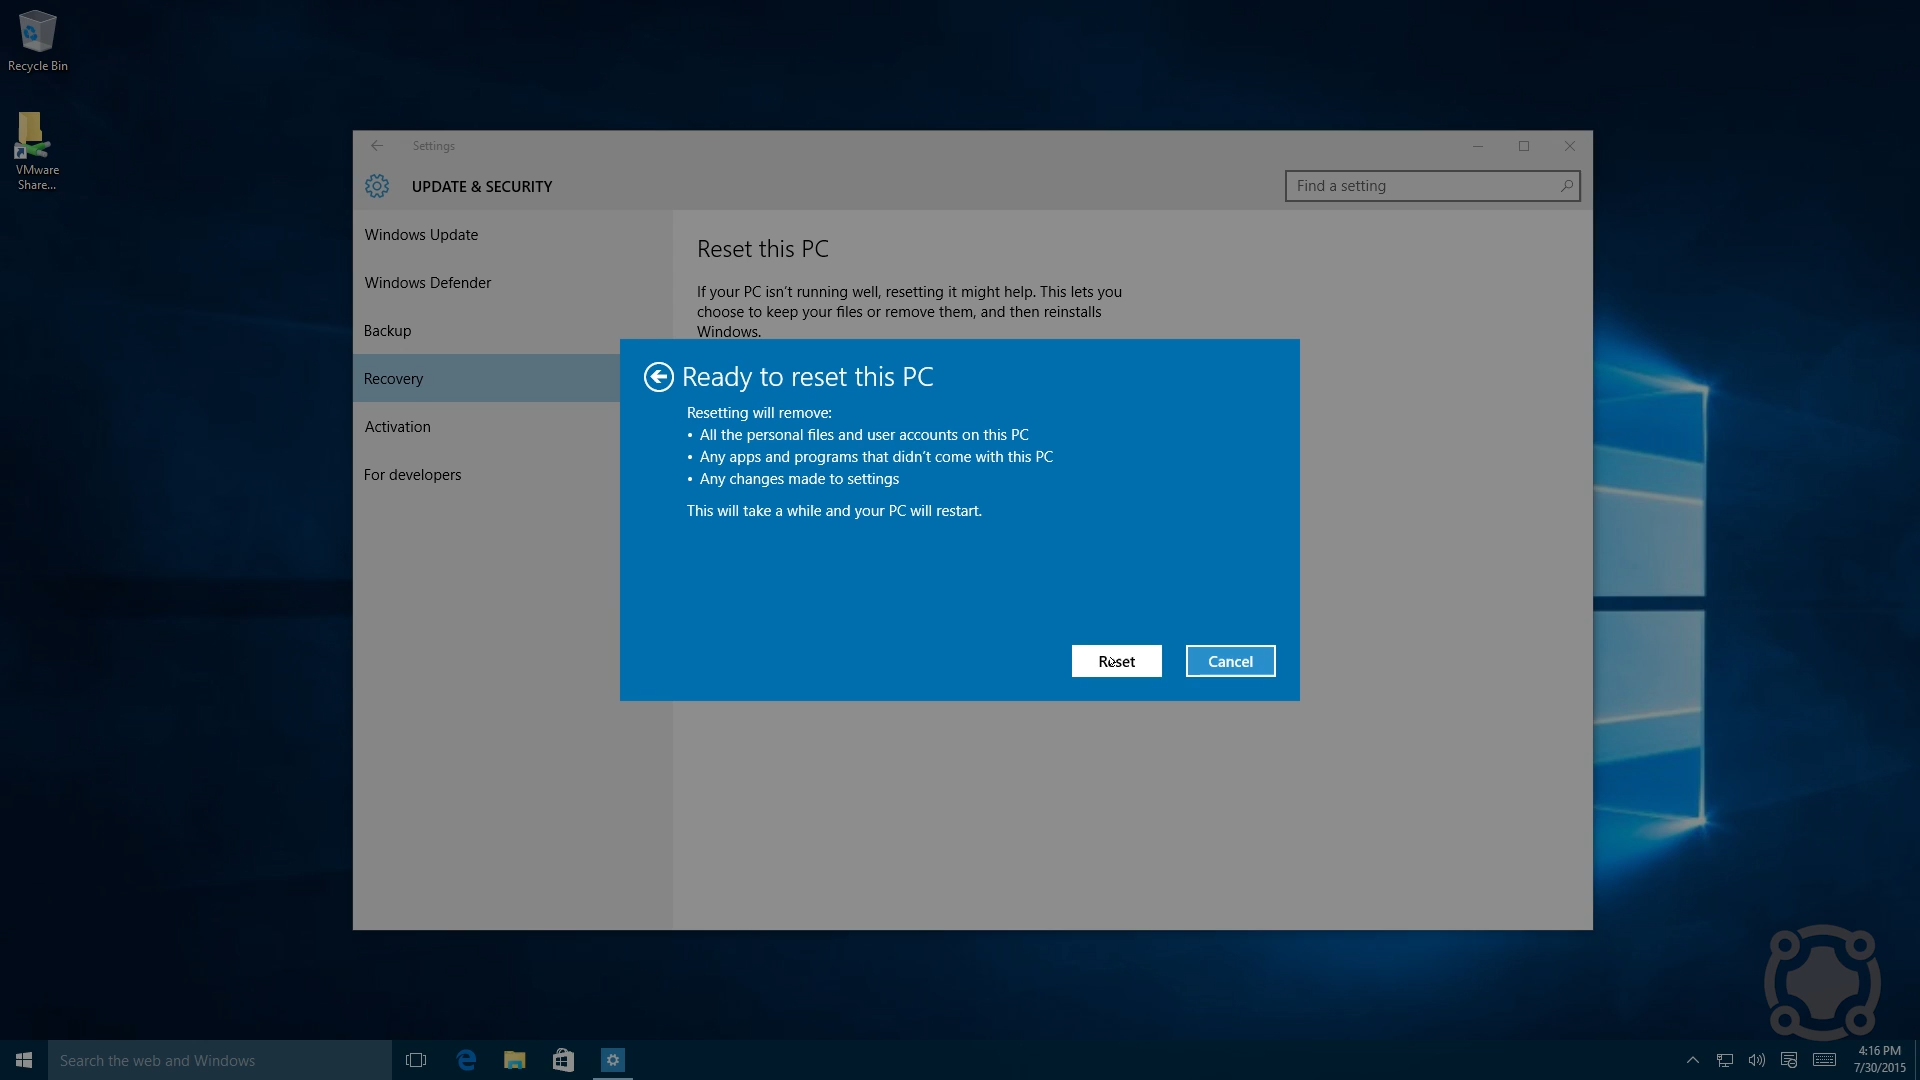 Recycle Bin
VMware
Share...
Settings
UPDATE & SECURITY
Find a setting
Windows Update
Windows Defender
Backup
Recovery
Activation
For developers
Reset this PC
If your PC isn't running well, resetting it might help. This lets you
choose to keep your files or remove them, and then reinstalls
Windows.
Ready to reset this PC
Resetting will remove:
• All the personal files and user accounts on this PC
• Any apps and programs that didn't come with this PC
• Any changes made to settings
This will take a while and your PC will restart.
Reset
Cancel
Search the web and Windows
4:16 PM
7/30/2015